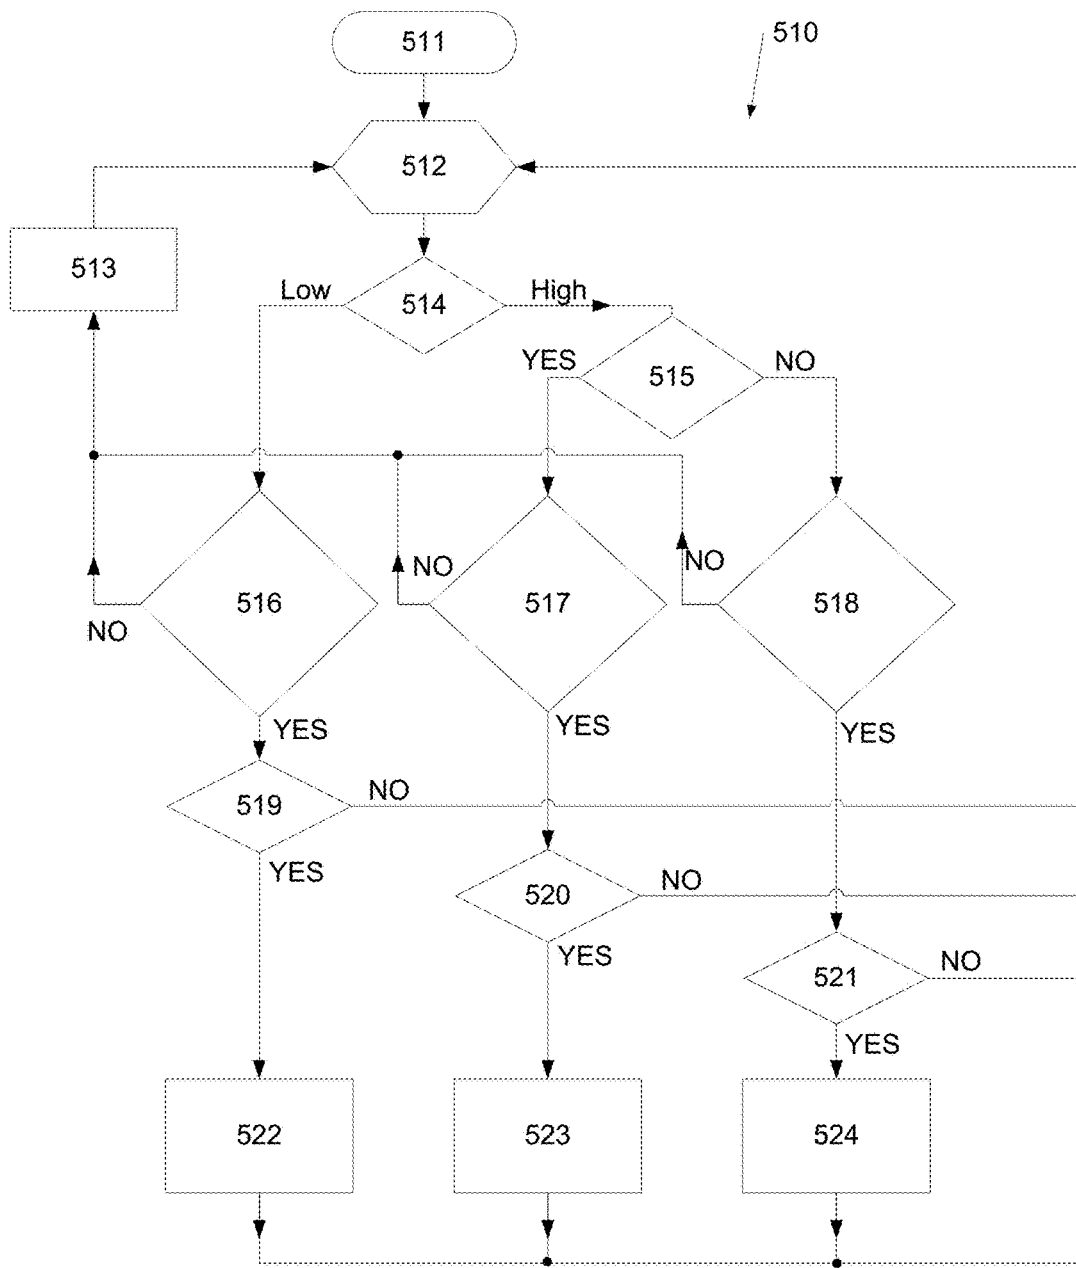 510
511
512
513
Low
514
High
YES
515
NO
NO
NO
516
517
518
NO
YES
YES
YES
519
NO
YES
520
NO
YES
521
NO
YES
522
523
524